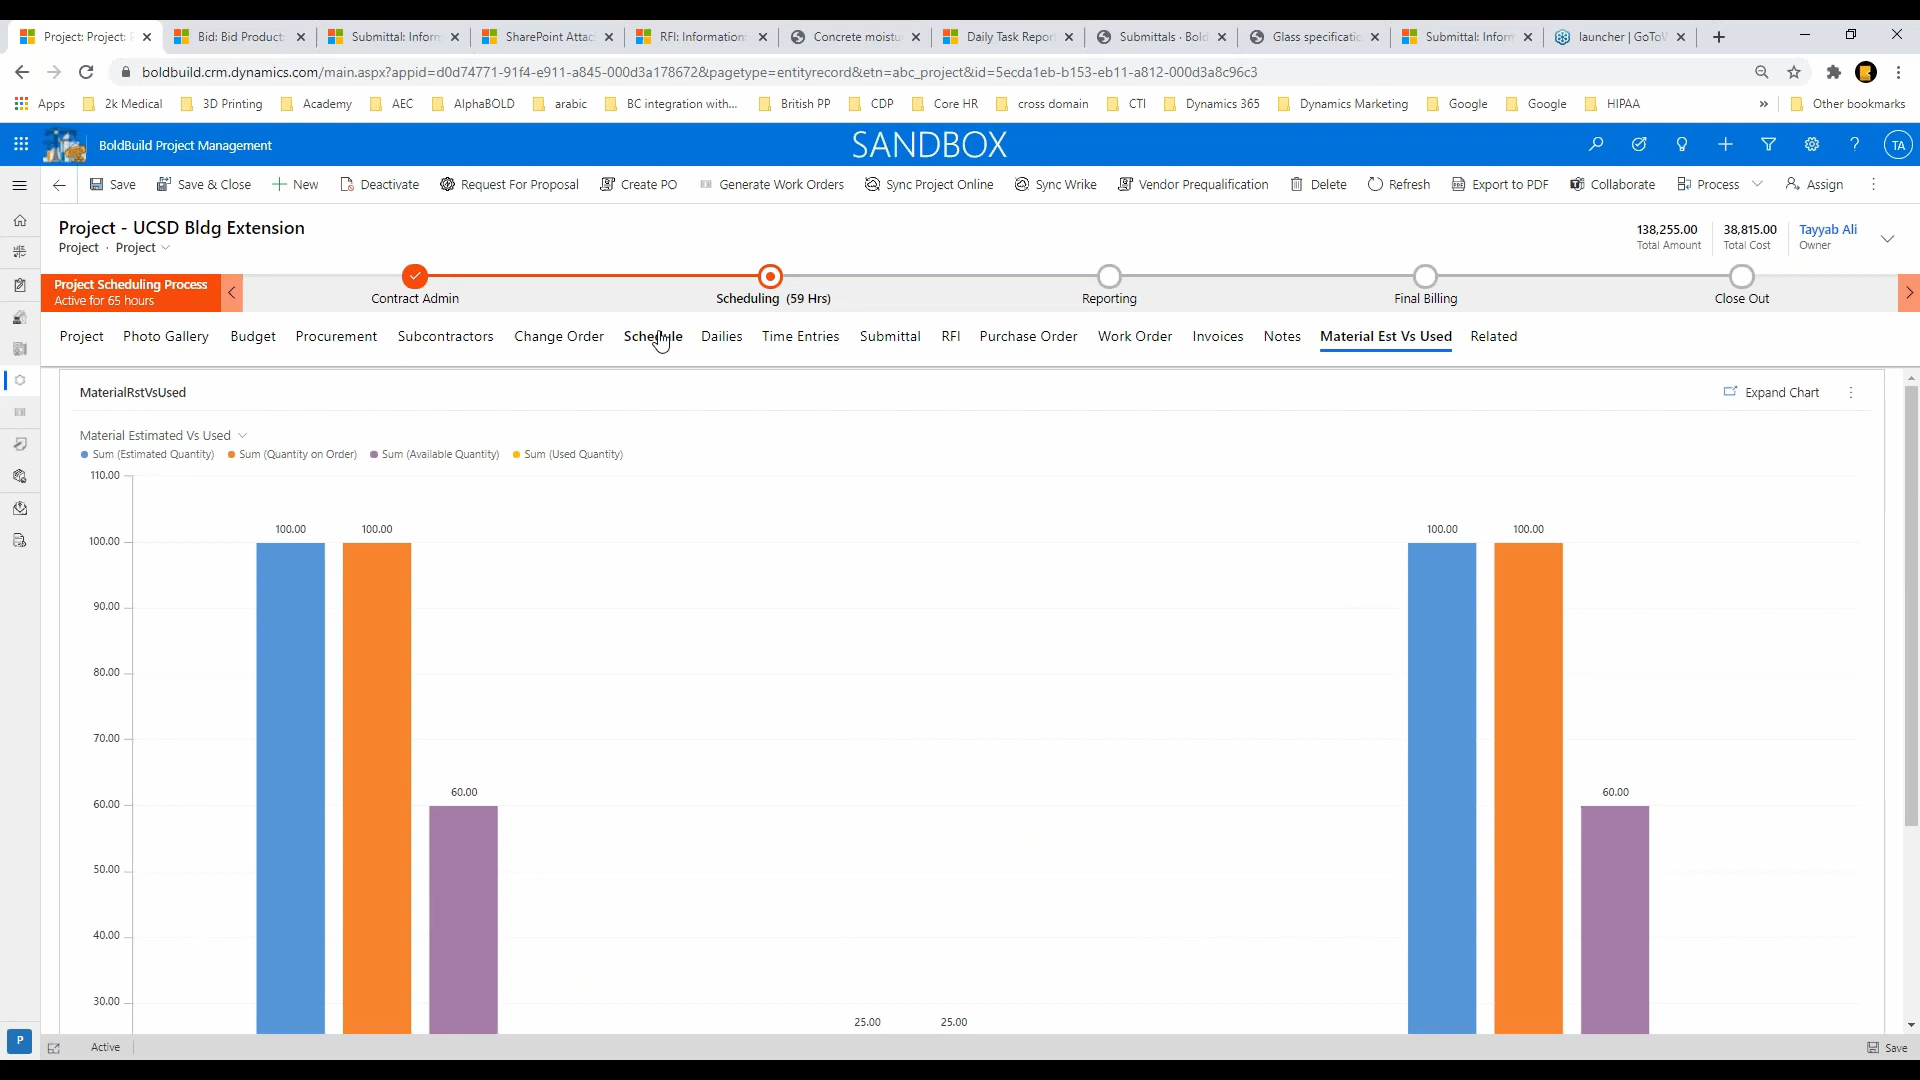 Project: Project: P
Bid: Bid Product:
Submittal: Inform
SharePoint Attac
RFI: Information:
Concrete moistu
Daily Task Repor
Submittals · Bold
Glass specificatio
Submittal: Inform
launcher | GoToW
boldbuild.crm.dynamics.com/main.aspx?appid=d0d74771-91f4-e911-a845-000d3a178672&pagetype=entityrecord&etn=abc_project&id=5ecda1eb-b153-eb11-a812-000d3a8c96c3
Apps
2k Medical
3D Printing
Academy
AEC
AlphaBOLD
arabic
BC integration with...
British PP
CDP
Core HR
cross domain
CTI
Dynamics 365
Dynamics Marketing
Google
Google
HIPAA
»
Other bookmarks
BoldBuild Project Management
SANDBOX
TA
Save
Save & Close
New
Deactivate
Request For Proposal
Create PO
Generate Work Orders
Sync Project Online
Sync Wrike
Vendor Prequalification
Delete
Refresh
Export to PDF
Collaborate
Process
Assign
Project - UCSD Bldg Extension
Project · Project
138,255.00
Total Amount
38,815.00
Total Cost
Tayyab Ali
Owner
Project Scheduling Process
Active for 65 hours
Contract Admin
Scheduling (59 Hrs)
Reporting
Final Billing
Close Out
Project
Photo Gallery
Budget
Procurement
Subcontractors
Change Order
Schedule
Dailies
Time Entries
Submittal
RFI
Purchase Order
Work Order
Invoices
Notes
Material Est Vs Used
Related
MaterialRstVsUsed
Expand Chart
Material Estimated Vs Used
Sum (Estimated Quantity)
Sum (Quantity on Order)
Sum (Available Quantity)
Sum (Used Quantity)
110.00
100.00
90.00
80.00
70.00
60.00
50.00
40.00
30.00
100.00
100.00
60.00
25.00
25.00
100.00
100.00
60.00
P
Active
Save